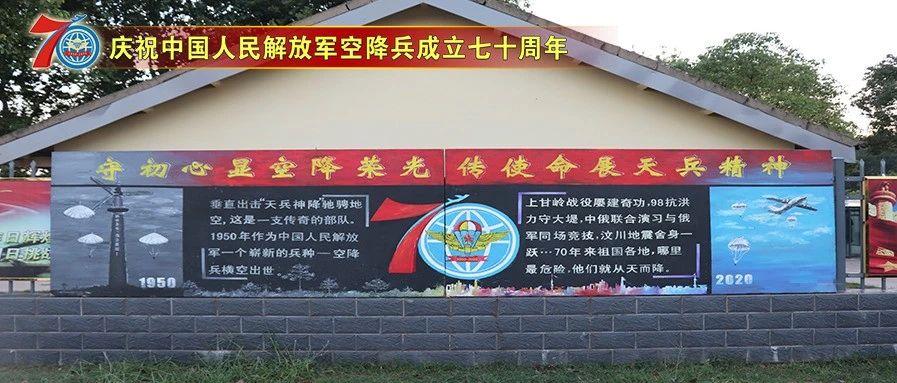 70
庆祝中国人民解放军空降兵成立七十周年
守初心显空降荣光 传使命展天兵精神
垂直出击"天兵神降"驰骋地
空,这是一支传奇的部队。
1950年作为中国人民解放
军一个崭新的兵种—空降
兵横空出世
1950
7
上甘岭战役屡建奇功,98抗洪
力守大堤,中俄联合演习与俄
军同场竞技,汶川地震舍身一
跃···70年来祖国各地,哪里
最危险,他们就从天而降。
2020